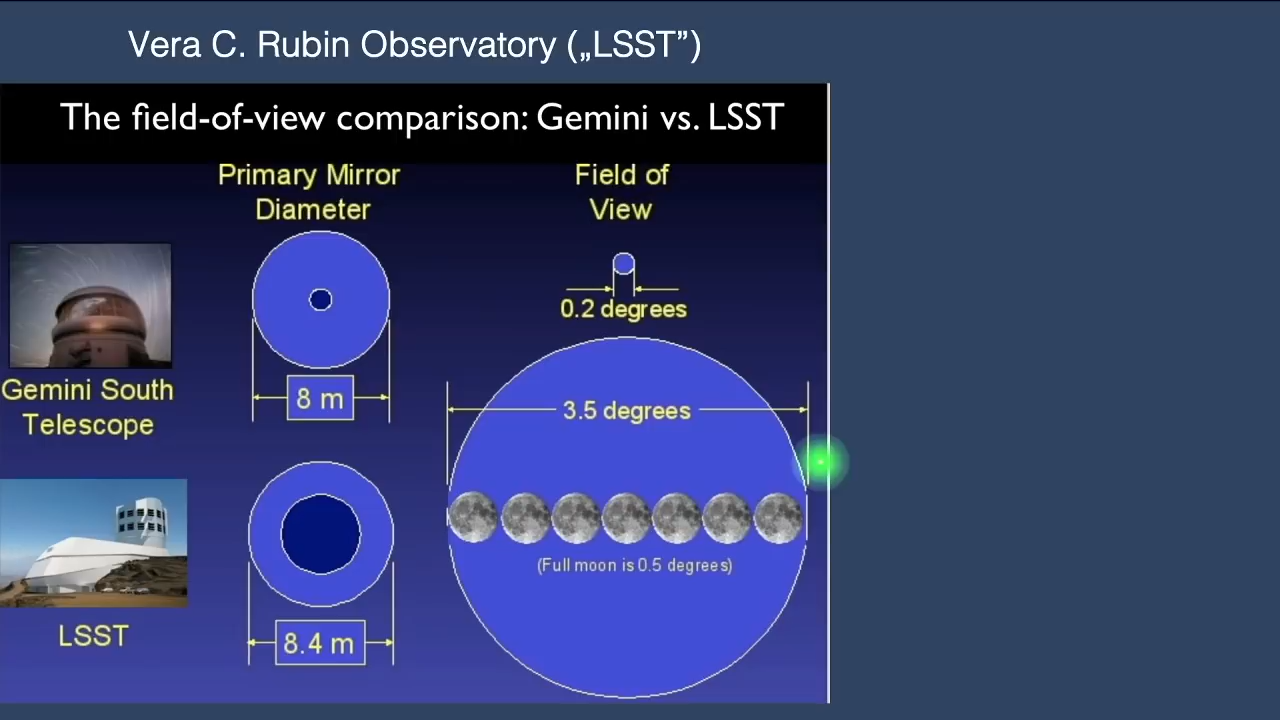 Vera C. Rubin Observatory („LSST”)
The field-of-view comparison: Gemini vs. LSST
Primary Mirror
Diameter
Field of
View
0.2 degrees
Gemini South
Telescope
8 m
3.5 degrees
(Full moon is 0.5 degrees)
LSST
8.4 m